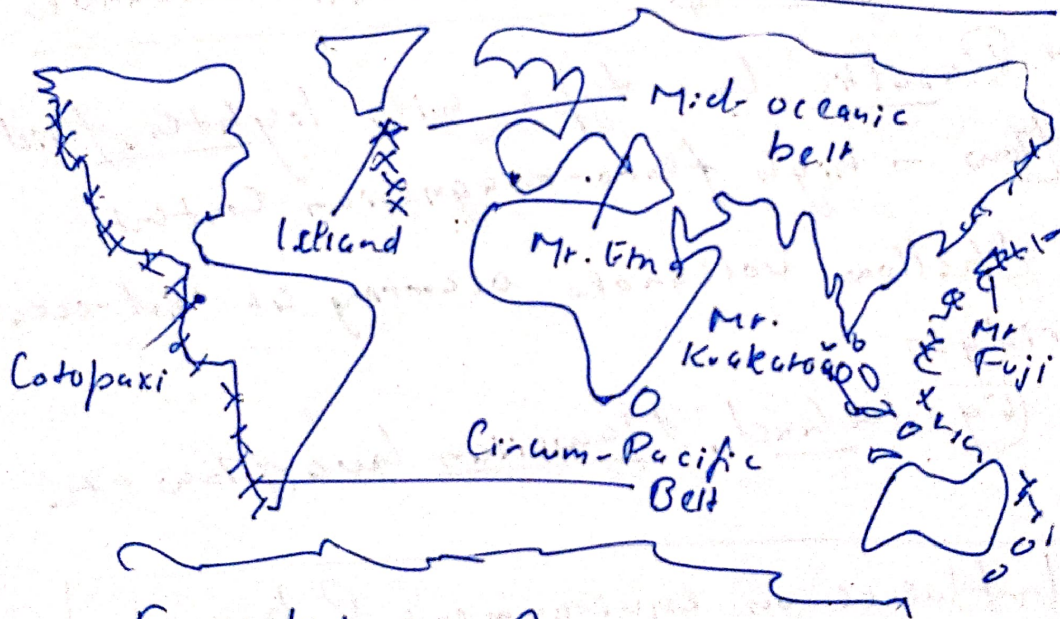 Mid-oceanic
belt
Iceland
Mt. Etna
Mt.
Krakatoa
Mt
Fuji
Cotopaxi
Circum-Pacific
Belt